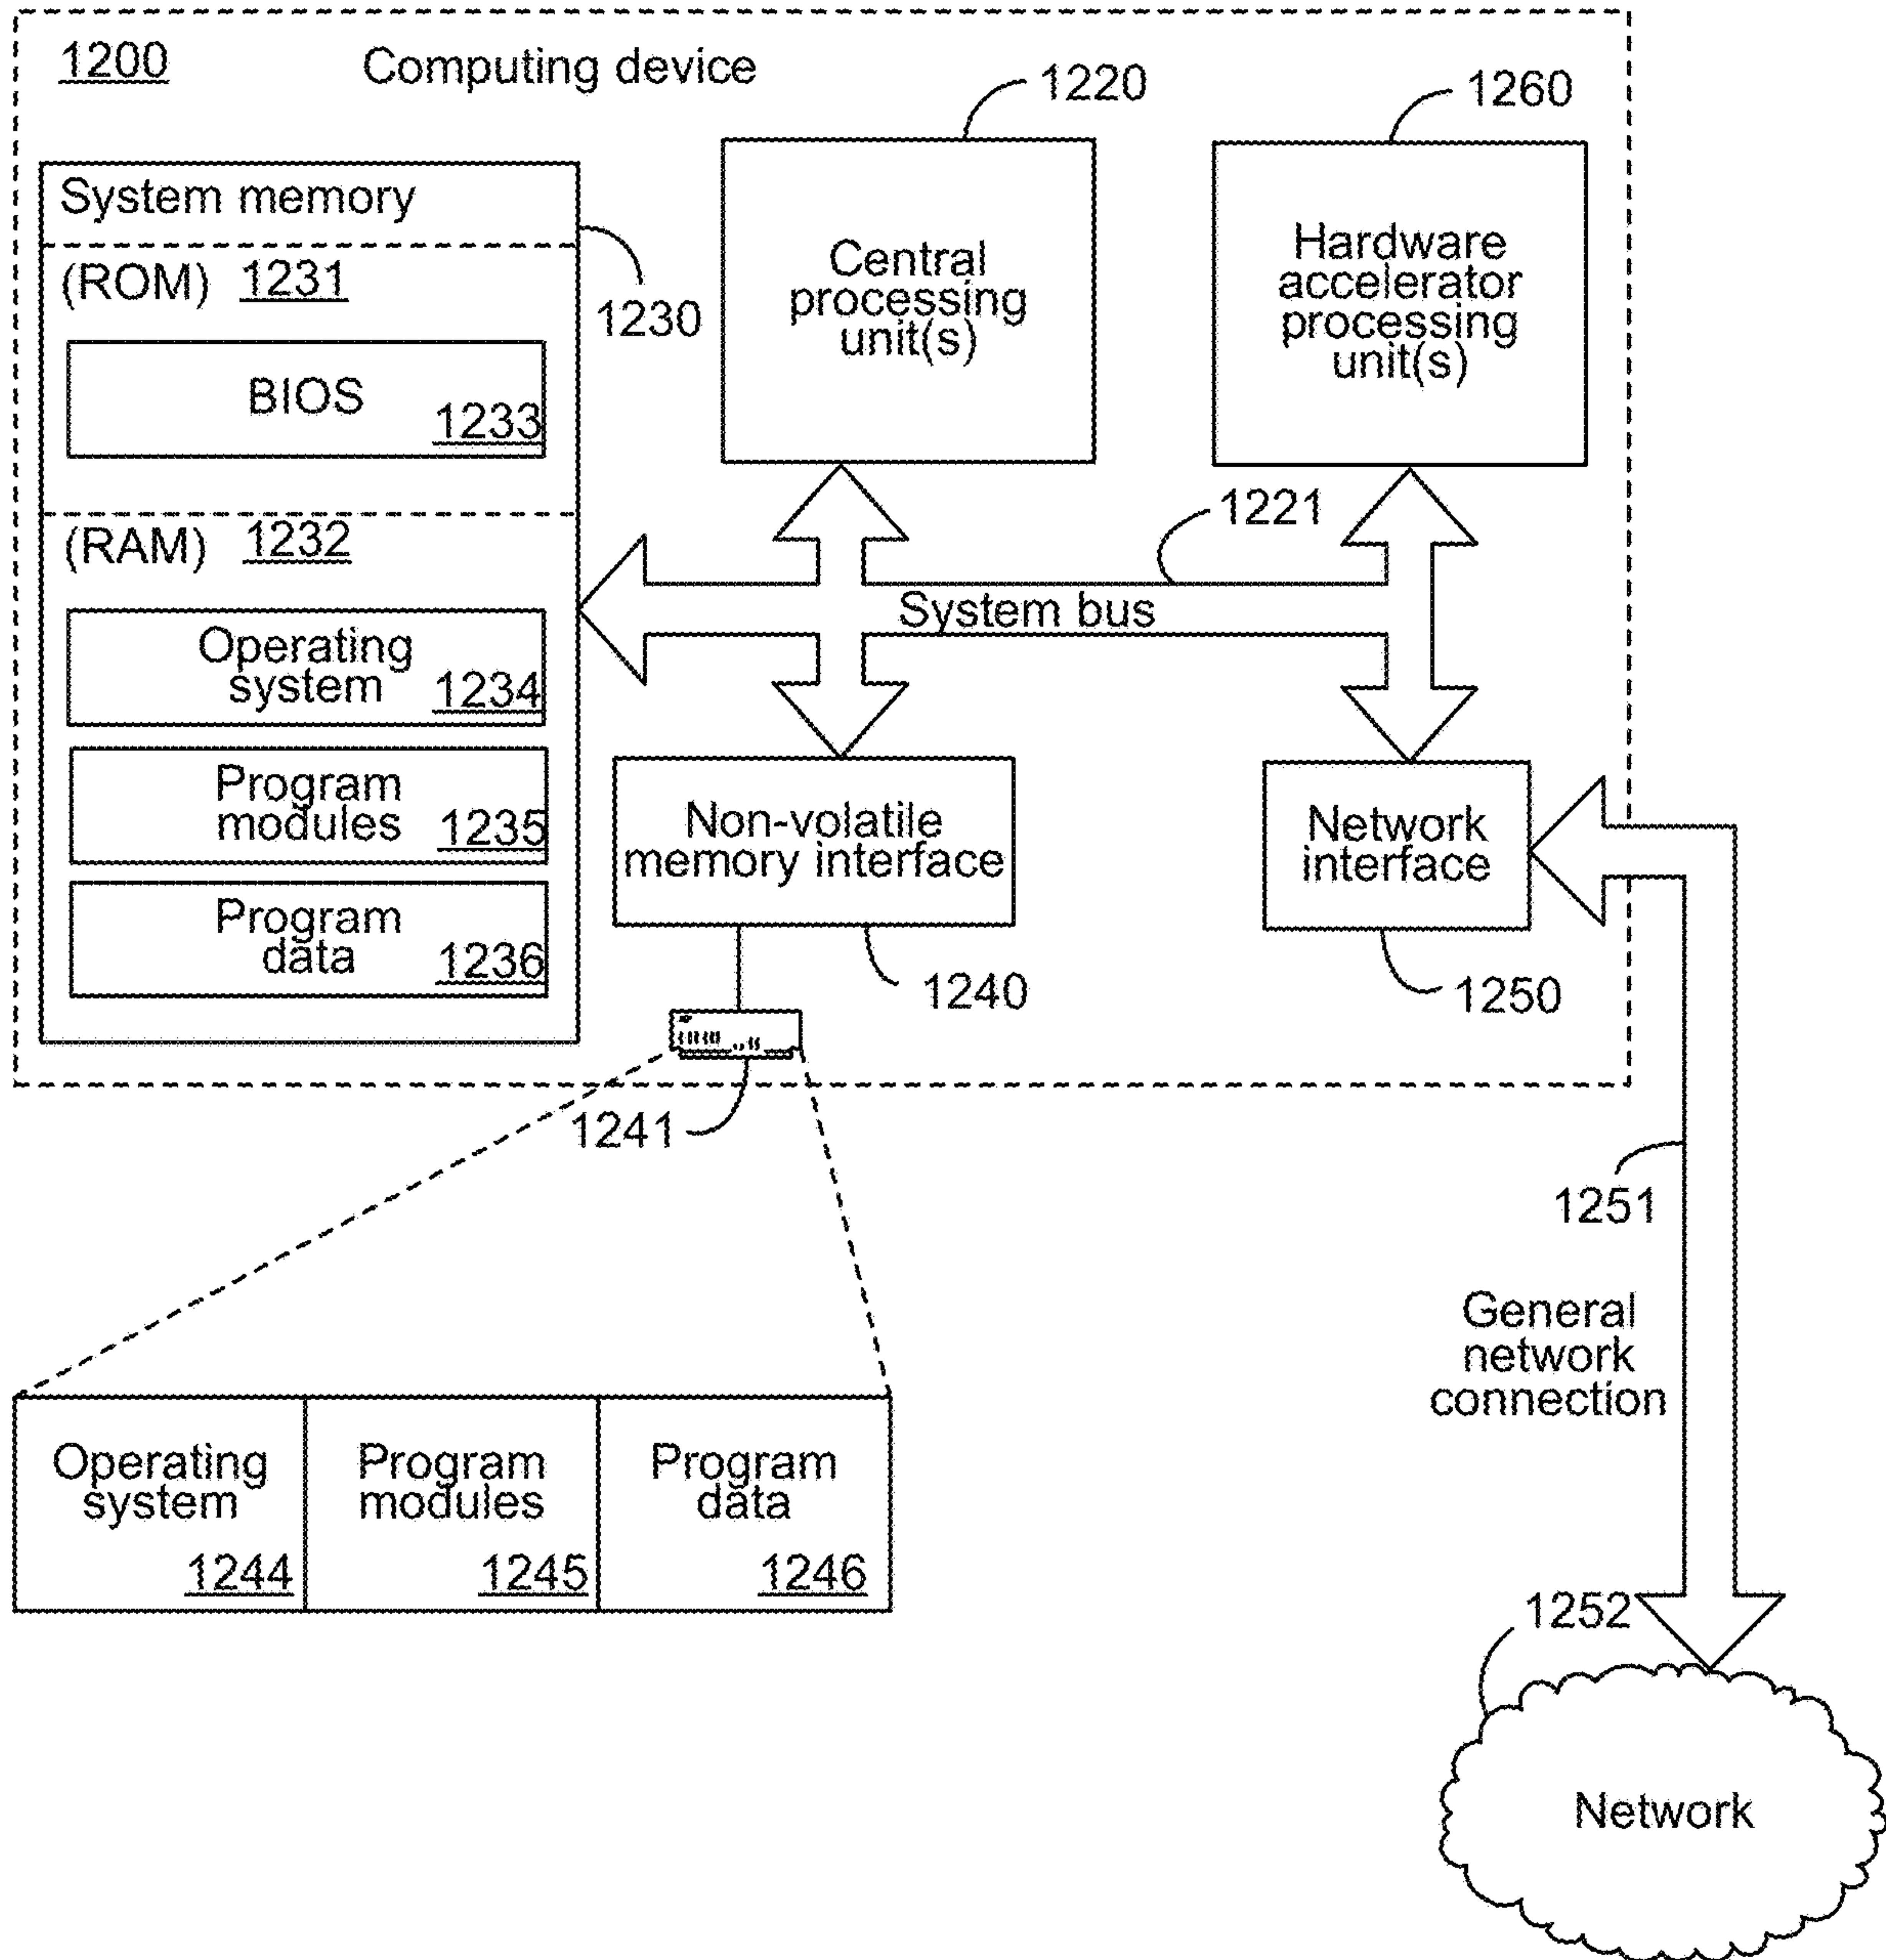 1200 Computing device
1220
1260
System memory
(ROM) 1231
1230
BIOS
1233
Central
processing
unit(s)
Hardware
accelerator
processing
unit(s)
(RAM) 1232
1221
System bus
Operating
system 1234
Program
modules 1235
Program
data 1236
Non-volatile
memory interface
1240
1241
Network
interface
1250
1251
General
network
connection
Operating
system
1244
Program
modules
1245
Program
data
1246
1252
Network